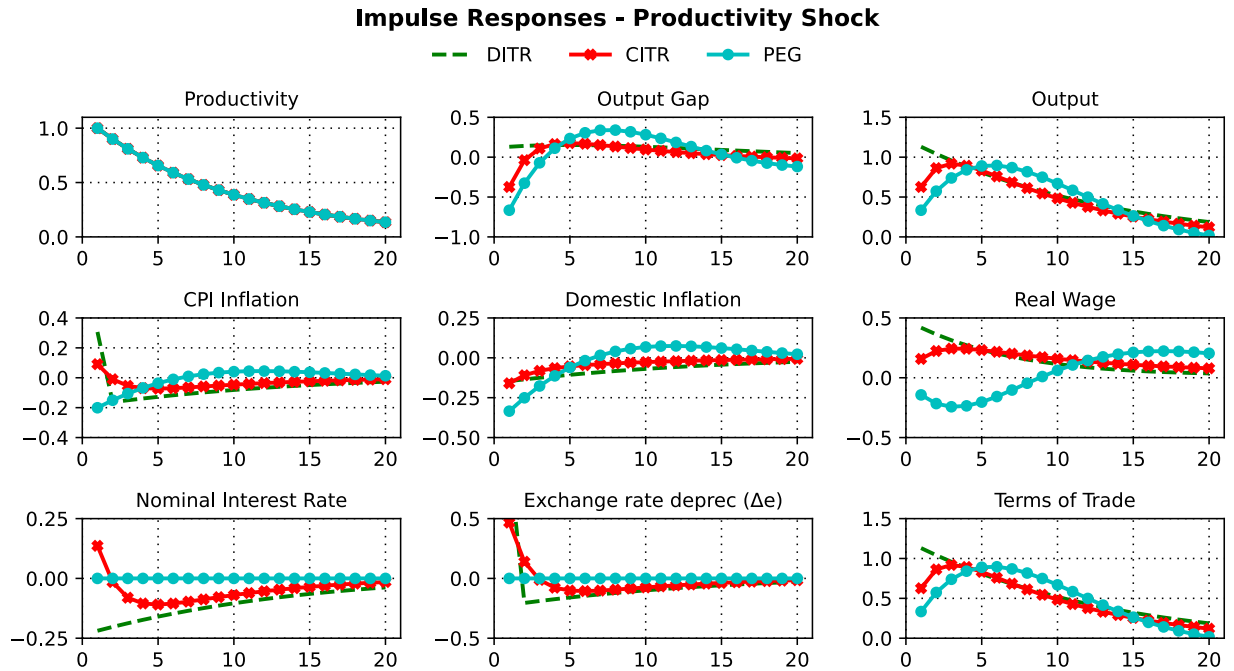 Impulse Responses - Productivity Shock
DITR CITR PEG
Productivity Output Gap Output
1.0 0.5 0.0
0 5 10 15 20
0.5 0.0 −0.5 −1.0
0 5 10 15 20
1.5 1.0 0.5 0.0
0 5 10 15 20
CPI Inflation Domestic Inflation Real Wage
0.4 0.2 0.0 −0.2 −0.4
0 5 10 15 20
0.25 0.00 −0.25 −0.50
0 5 10 15 20
0.5 0.0 −0.5
0 5 10 15 20
Nominal Interest Rate Exchange rate deprec (Δe) Terms of Trade
0.25 0.00 −0.25
0 5 10 15 20
0.5 0.0 −0.5
0 5 10 15 20
1.5 1.0 0.5 0.0
0 5 10 15 20